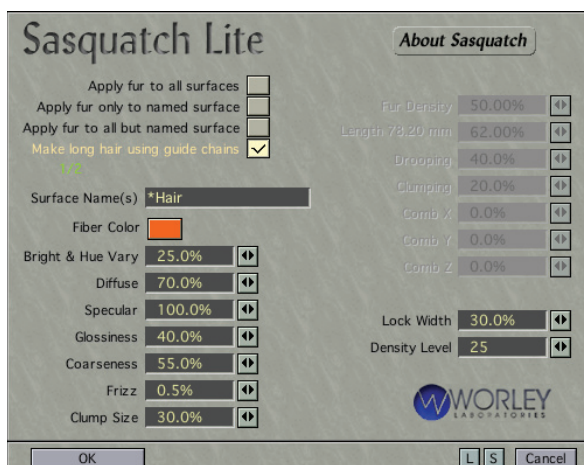 Sasquatch Lite
About Sasquatch
Apply fur to all surfaces
Apply fur only to named surface
Apply fur to all but named surface
Make long hair using guide chains
1/2
Surface Name(s) *Hair
Fiber Color
Bright & Hue Vary 25.0%
Diffuse 70.0%
Specular 100.0%
Glossiness 40.0%
Coarseness 55.0%
Frizz 0.5%
Clump Size 30.0%
Fur Density 50.00%
Length 78.20 mm 62.00%
Drooping 40.0%
Clumping 20.0%
Comb X 0.0%
Comb Y 0.0%
Comb Z 0.0%
Lock Width 30.0%
Density Level 25
WORLEY
LABORATORIES
OK
L S Cancel